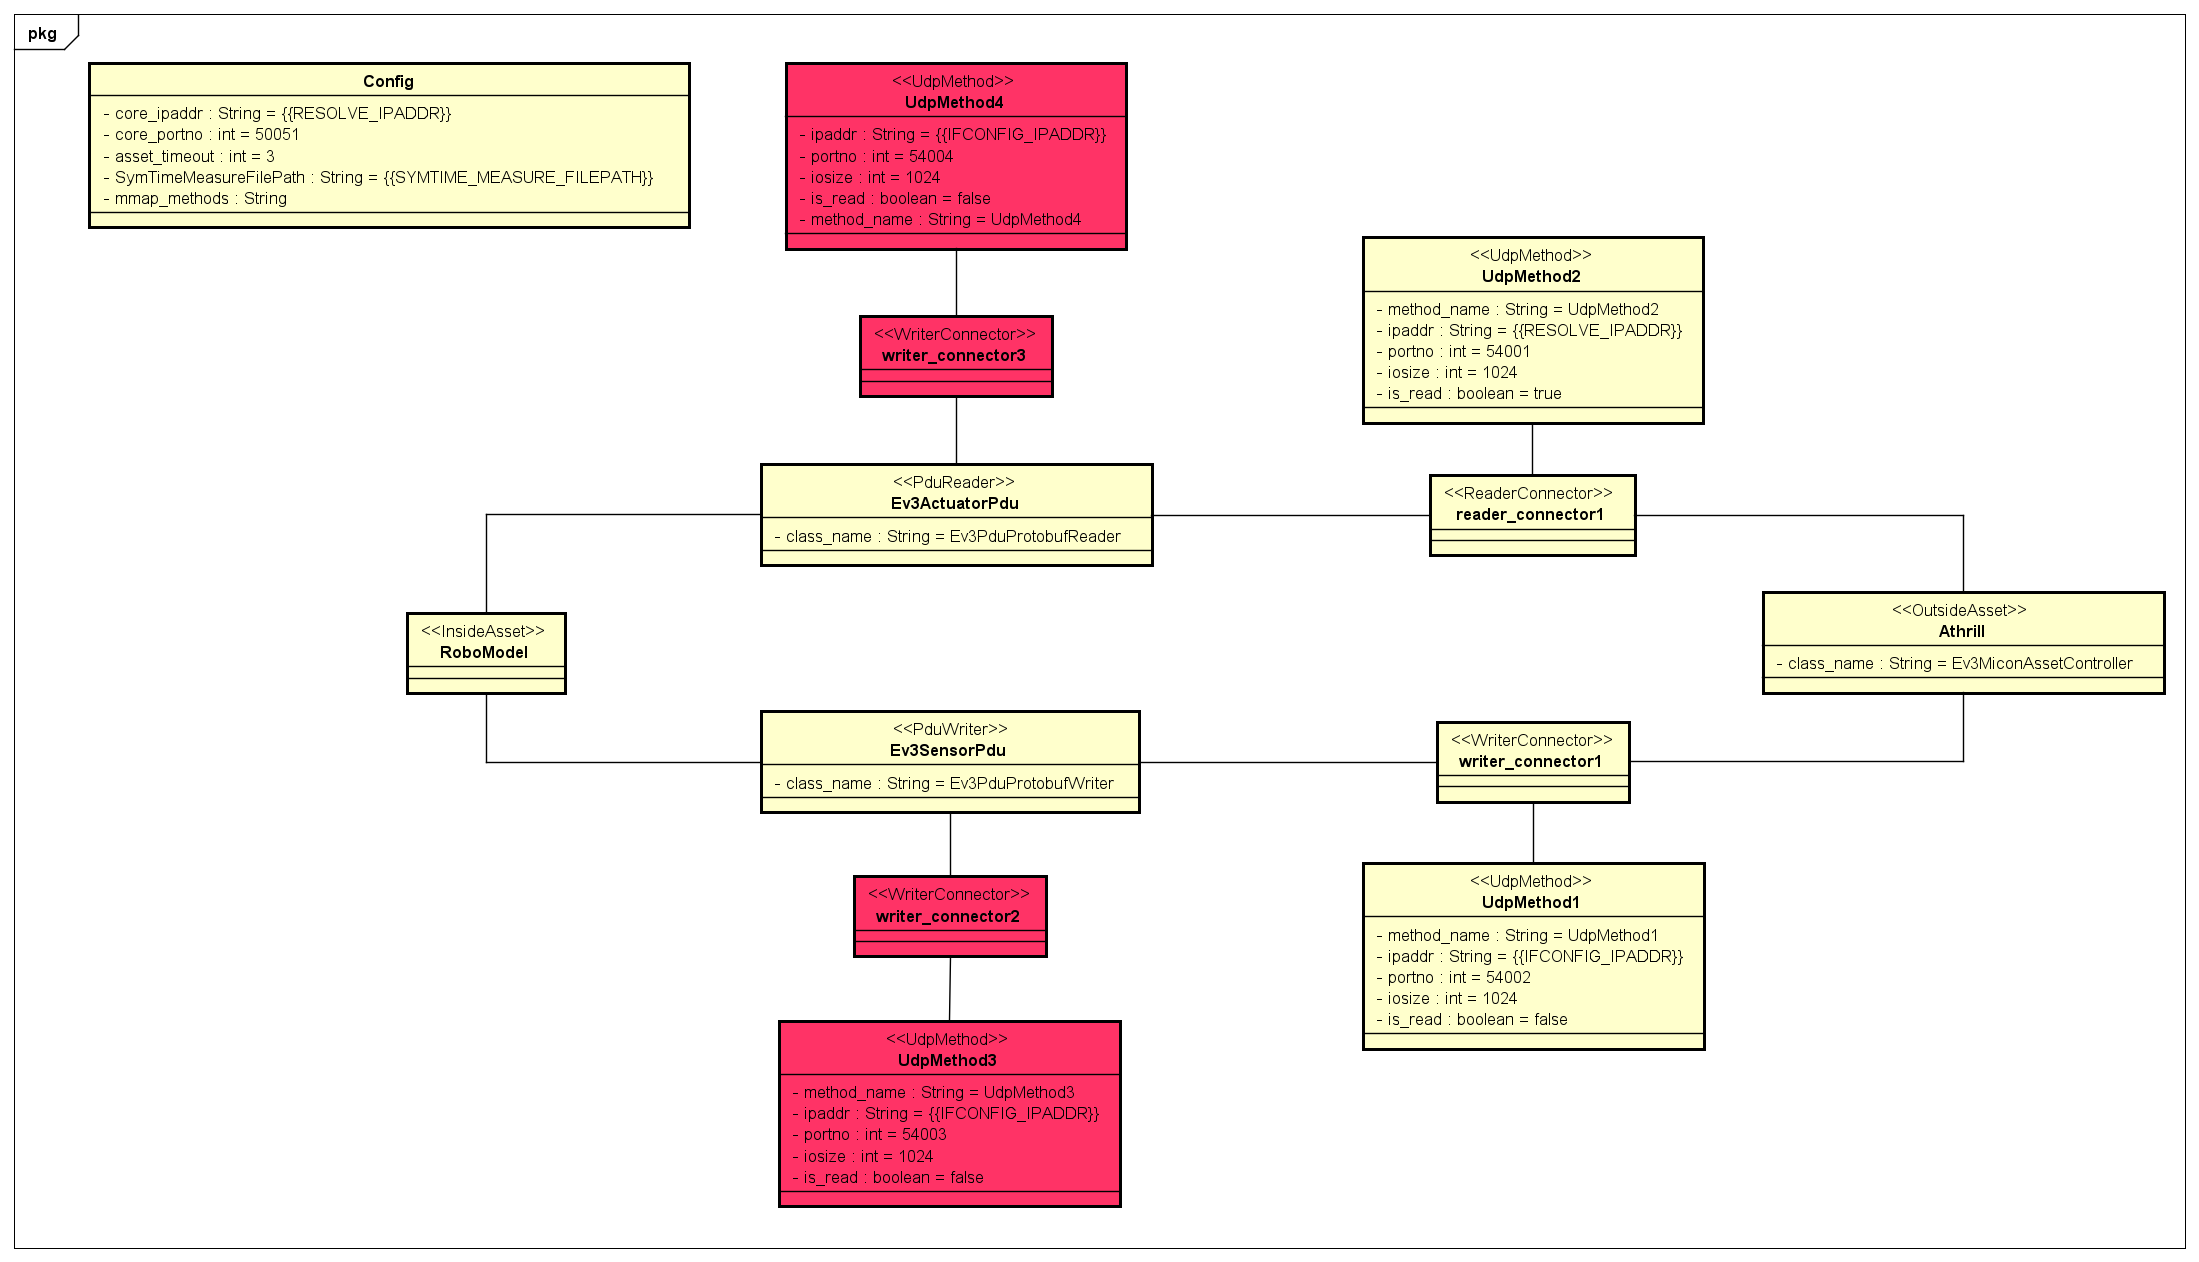 pkg
Config
- core_ipaddr : String = {{RESOLVE_IPADDR}}
- core_portno : int = 50051
- asset_timeout : int = 3
- SymTimeMeasureFilePath : String = {{SYMTIME_MEASURE_FILEPATH}}
- mmap_methods : String
<<UdpMethod>>
UdpMethod4
- ipaddr : String = {{IFCONFIG_IPADDR}}
- portno : int = 54004
- iosize : int = 1024
- is_read : boolean = false
- method_name : String = UdpMethod4
<<UdpMethod>>
UdpMethod2
- method_name : String = UdpMethod2
- ipaddr : String = {{RESOLVE_IPADDR}}
- portno : int = 54001
- iosize : int = 1024
- is_read : boolean = true
<<WriterConnector>>
writer_connector3
<<PduReader>>
Ev3ActuatorPdu
- class_name : String = Ev3PduProtobufReader
<<ReaderConnector>>
reader_connector1
<<InsideAsset>>
RoboModel
<<OutsideAsset>>
Athrill
- class_name : String = Ev3MiconAssetController
<<PduWriter>>
Ev3SensorPdu
- class_name : String = Ev3PduProtobufWriter
<<WriterConnector>>
writer_connector1
<<WriterConnector>>
writer_connector2
<<UdpMethod>>
UdpMethod1
- method_name : String = UdpMethod1
- ipaddr : String = {{IFCONFIG_IPADDR}}
- portno : int = 54002
- iosize : int = 1024
- is_read : boolean = false
<<UdpMethod>>
UdpMethod3
- method_name : String = UdpMethod3
- ipaddr : String = {{IFCONFIG_IPADDR}}
- portno : int = 54003
- iosize : int = 1024
- is_read : boolean = false